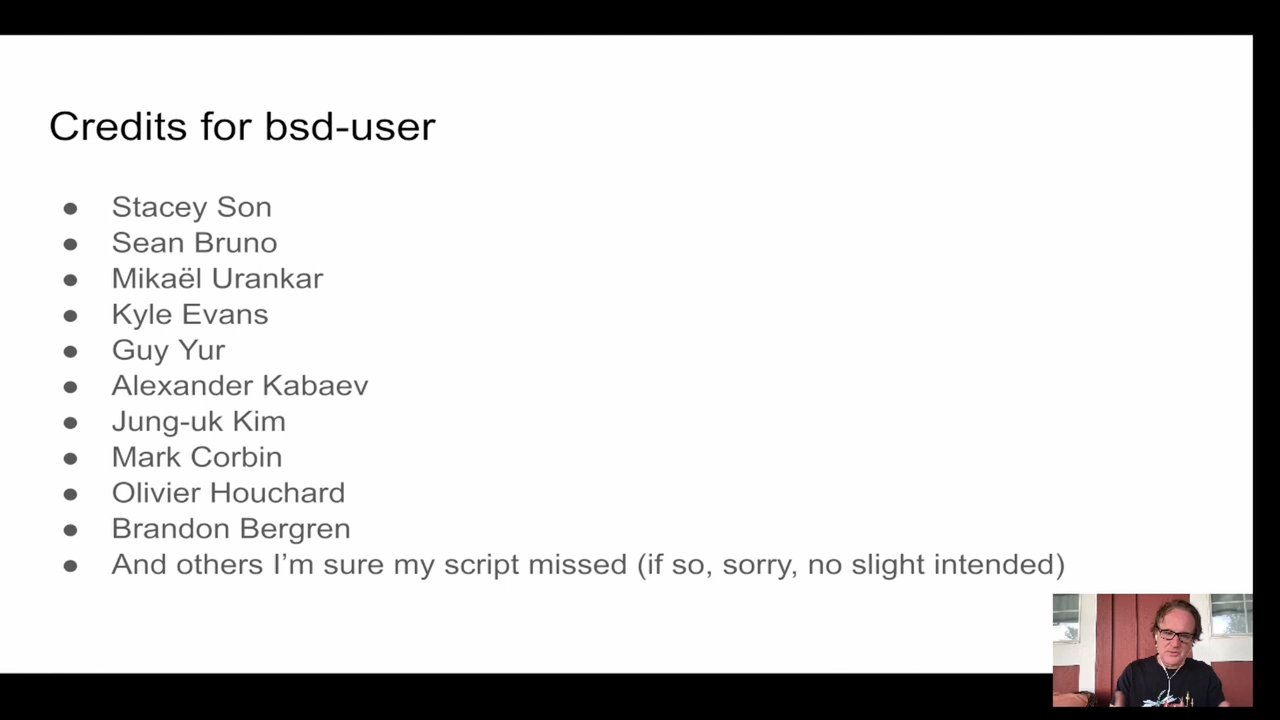 Credits for bsd-user
● Stacey Son
● Sean Bruno
● Mikaël Urankar
● Kyle Evans
● Guy Yur
● Alexander Kabaev
● Jung-uk Kim
● Mark Corbin
● Olivier Houchard
● Brandon Bergren
● And others I’m sure my script missed (if so, sorry, no slight intended)